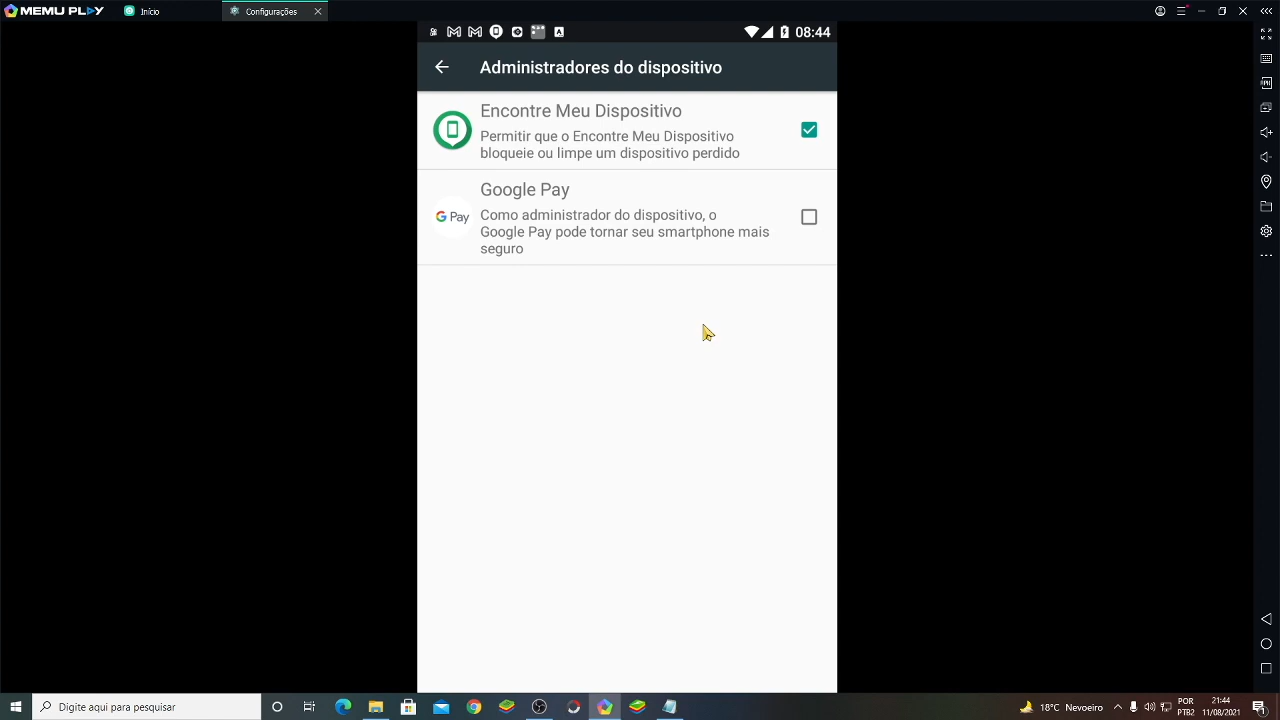 MEMU PLAY
Início
Configurações
08:44
Administradores do dispositivo
Encontre Meu Dispositivo
Permitir que o Encontre Meu Dispositivo
bloqueie ou limpe um dispositivo perdido
Google Pay
G Pay
Como administrador do dispositivo, o
Google Pay pode tornar seu smartphone mais
seguro
Digite aqui para pesquisar
18°C Nevoeiro
POR
PTB2
21:44
11/08/2021